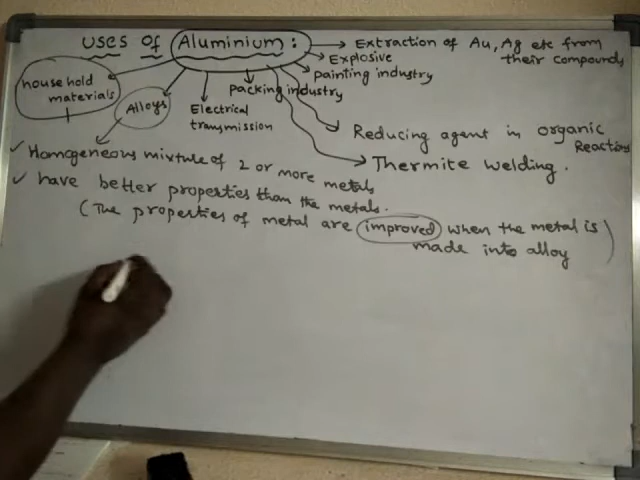 USES OF Aluminium:
Extraction of Au, Ag etc from
their compounds
Explosive
painting industry
packing industry
household
materials
Alloys
Electrical
transmission
Reducing agent in organic
Reactions
Thermite welding.
✓ Homogeneous mixture of 2 or more metals
✓ have better properties than the metals.
(The properties of metal are improved when the metal is
made into alloy)